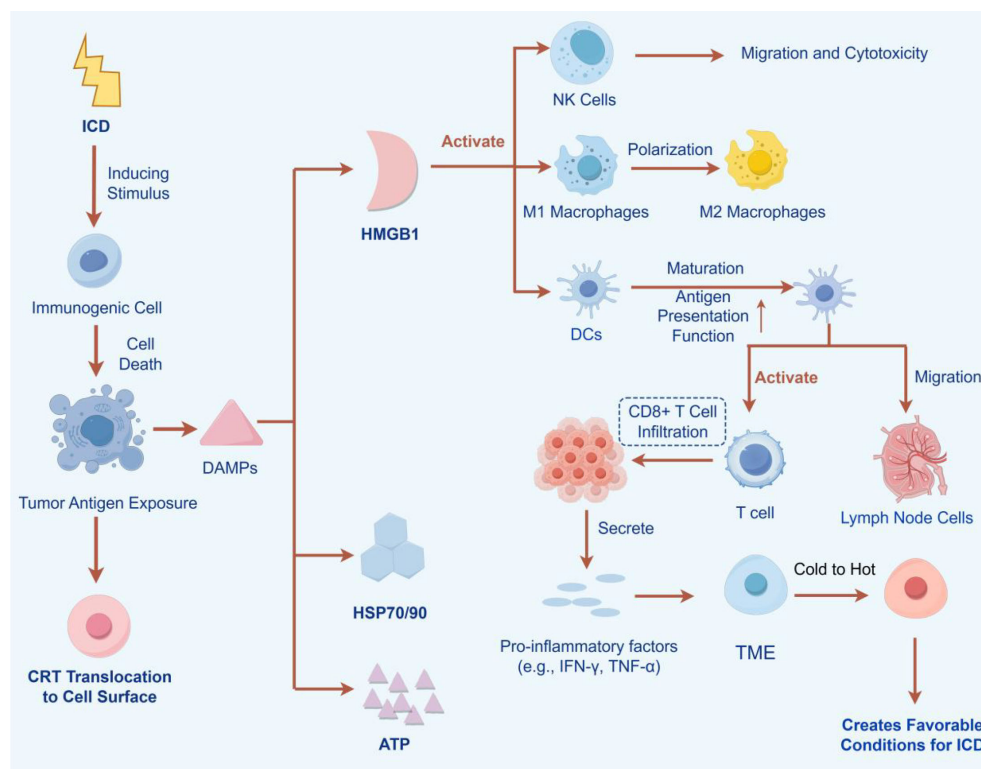 ICD
Inducing
Stimulus
Immunogenic Cell
Cell
Death
Tumor Antigen Exposure
CRT Translocation
to Cell Surface
DAMPs
HMGB1
HSP70/90
ATP
Activate
NK Cells
Migration and Cytotoxicity
M1 Macrophages
Polarization
M2 Macrophages
DCs
Maturation
Antigen
Presentation
Function
Activate
Migration
CD8+ T Cell
Infiltration
T cell
Lymph Node Cells
Secrete
Pro-inflammatory factors
(e.g., IFN-γ, TNF-α)
TME
Cold to Hot
Creates Favorable
Conditions for ICD